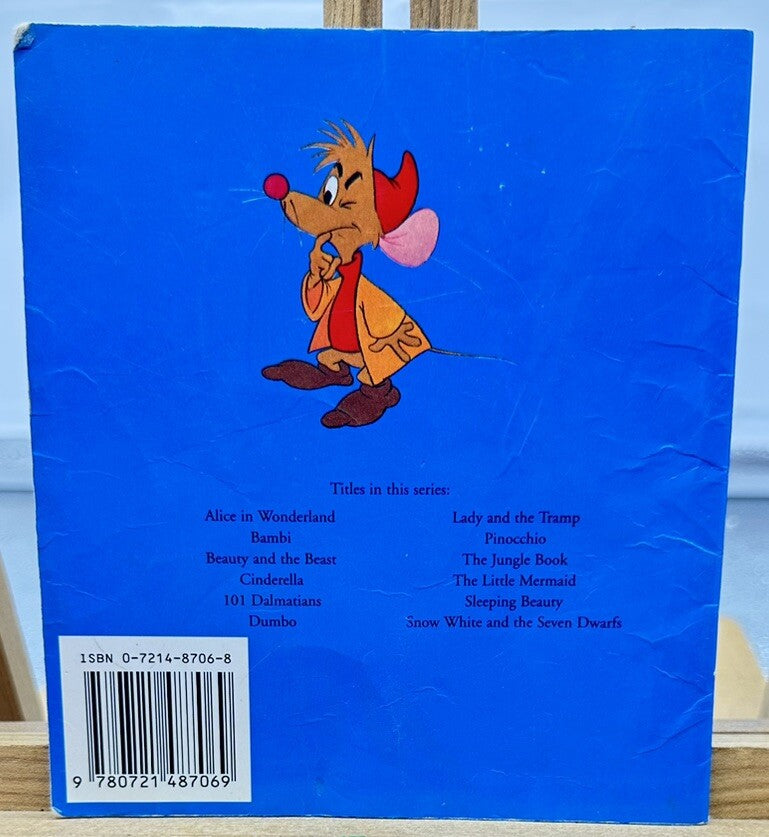 Titles in this series:
Alice in Wonderland
Bambi
Beauty and the Beast
Cinderella
101 Dalmatians
Dumbo
Lady and the Tramp
Pinocchio
The Jungle Book
The Little Mermaid
Sleeping Beauty
Snow White and the Seven Dwarfs
ISBN 0-7214-8706-8
9 780721 487069